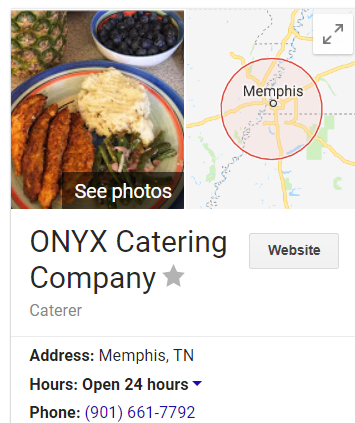 See photos
Memphis
ONYX Catering
Company
Website
Caterer
Address: Memphis, TN
Hours: Open 24 hours
Phone: (901) 661-7792